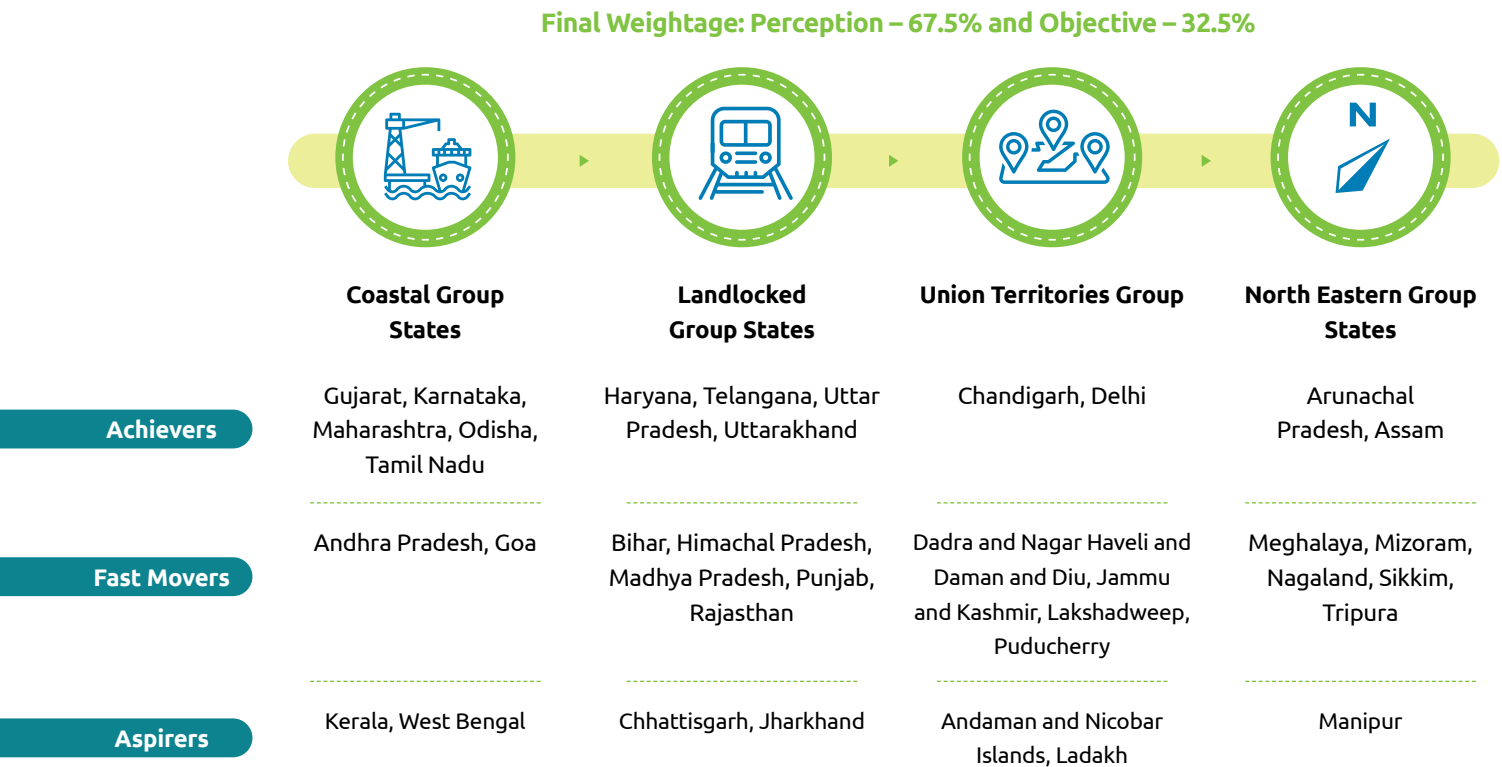 Final Weightage: Perception – 67.5% and Objective – 32.5%
N
Coastal Group
States
Landlocked
Group States
Union Territories Group
North Eastern Group
States
Achievers
Gujarat, Karnataka,
Maharashtra, Odisha,
Tamil Nadu
Haryana, Telangana, Uttar
Pradesh, Uttarakhand
Chandigarh, Delhi
Arunachal
Pradesh, Assam
Fast Movers
Andhra Pradesh, Goa
Bihar, Himachal Pradesh,
Madhya Pradesh, Punjab,
Rajasthan
Dadra and Nagar Haveli and
Daman and Diu, Jammu
and Kashmir, Lakshadweep,
Puducherry
Meghalaya, Mizoram,
Nagaland, Sikkim,
Tripura
Aspirers
Kerala, West Bengal
Chhattisgarh, Jharkhand
Andaman and Nicobar
Islands, Ladakh
Manipur